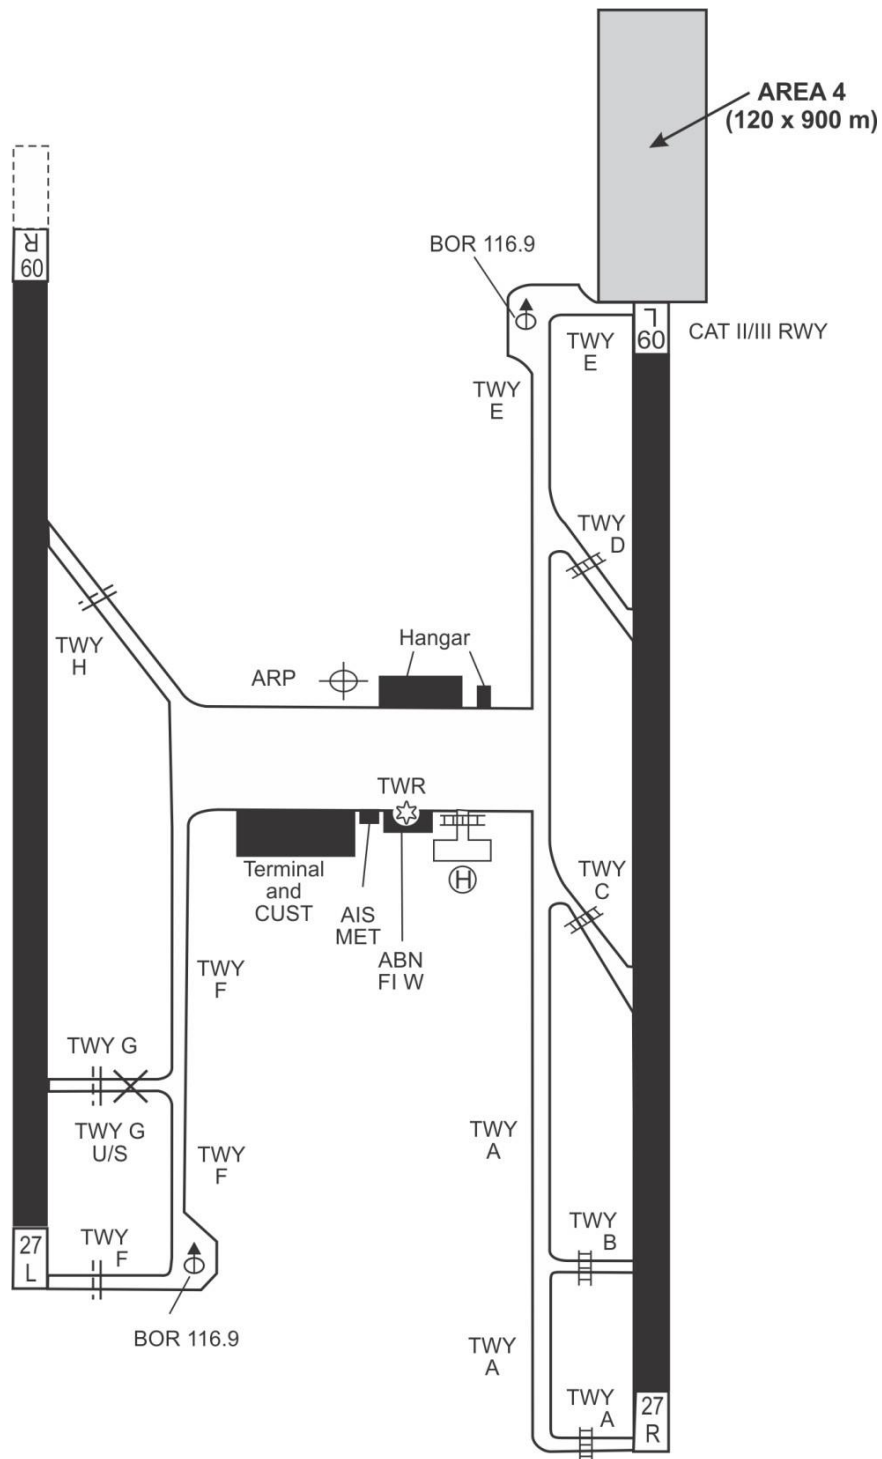 AREA 4
(120 x 900 m)
09
R
BOR 116.9
09
L
CAT II/III RWY
TWY
E
TWY
E
TWY
D
TWY
H
Hangar
ARP
TWR
Terminal
and
CUST
AIS
MET
H
TWY
C
ABN
FI W
TWY
F
TWY G
TWY G
U/S
TWY
F
TWY
A
TWY
B
27
L
TWY
F
BOR 116.9
TWY
A
TWY
A
27
R